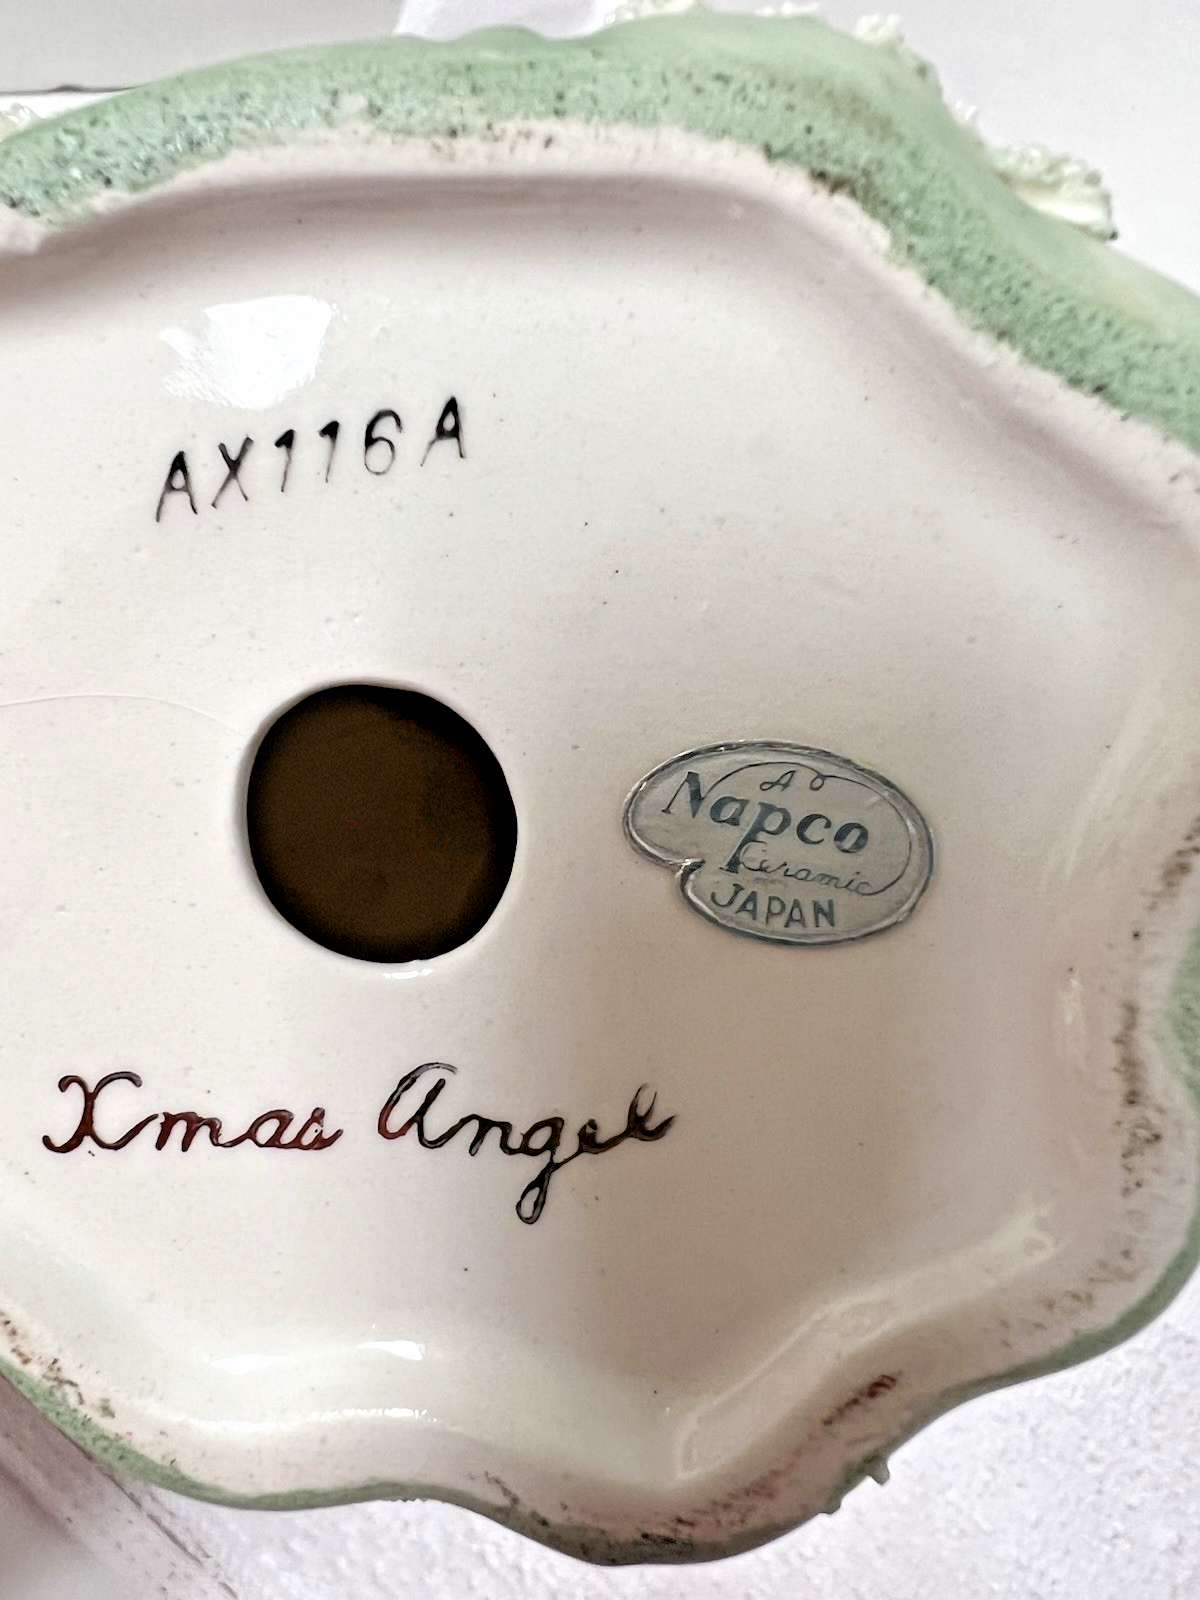 AX116A
A
Napco
Ceramic
JAPAN
Xmas Angel